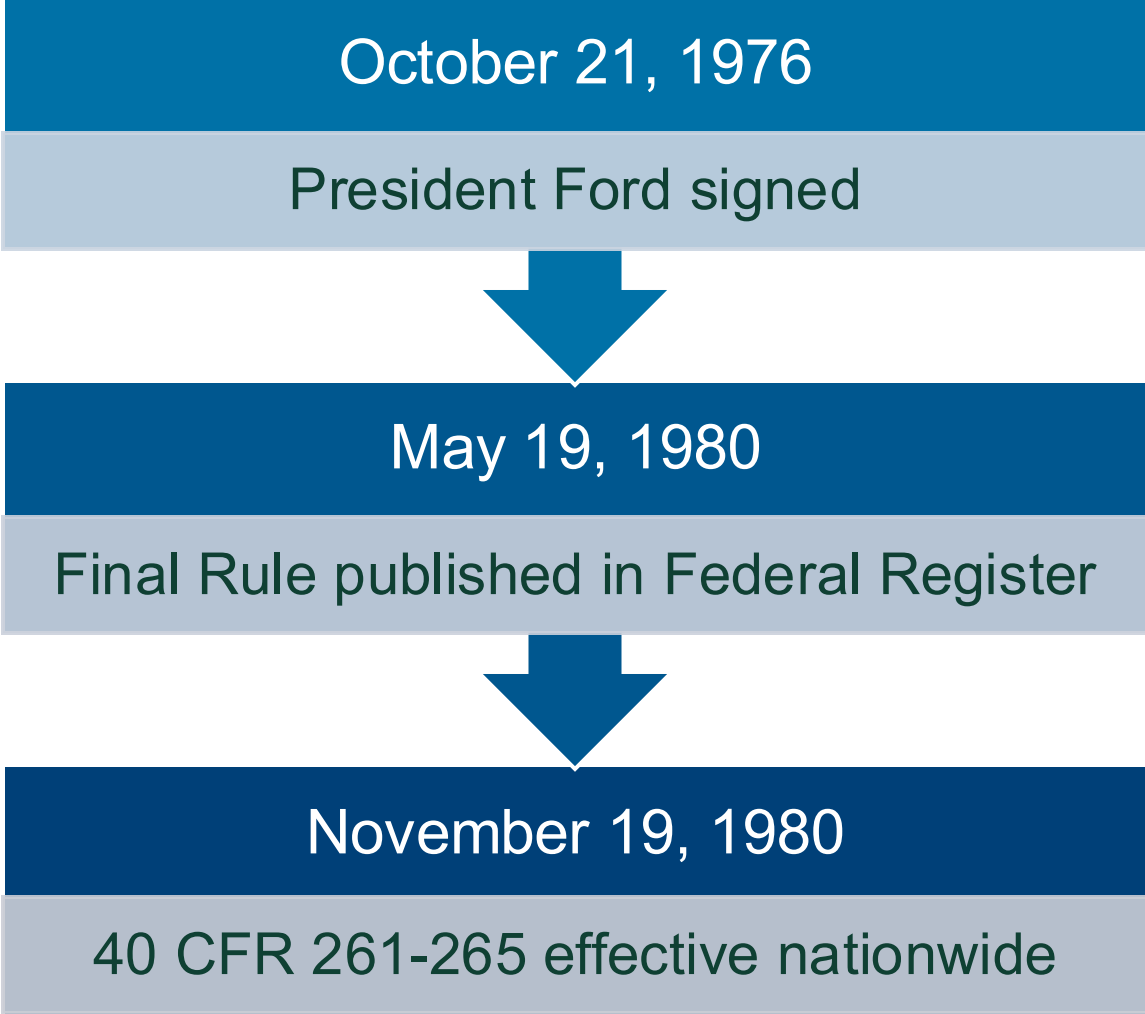 October 21, 1976
President Ford signed
May 19, 1980
Final Rule published in Federal Register
November 19, 1980
40 CFR 261-265 effective nationwide